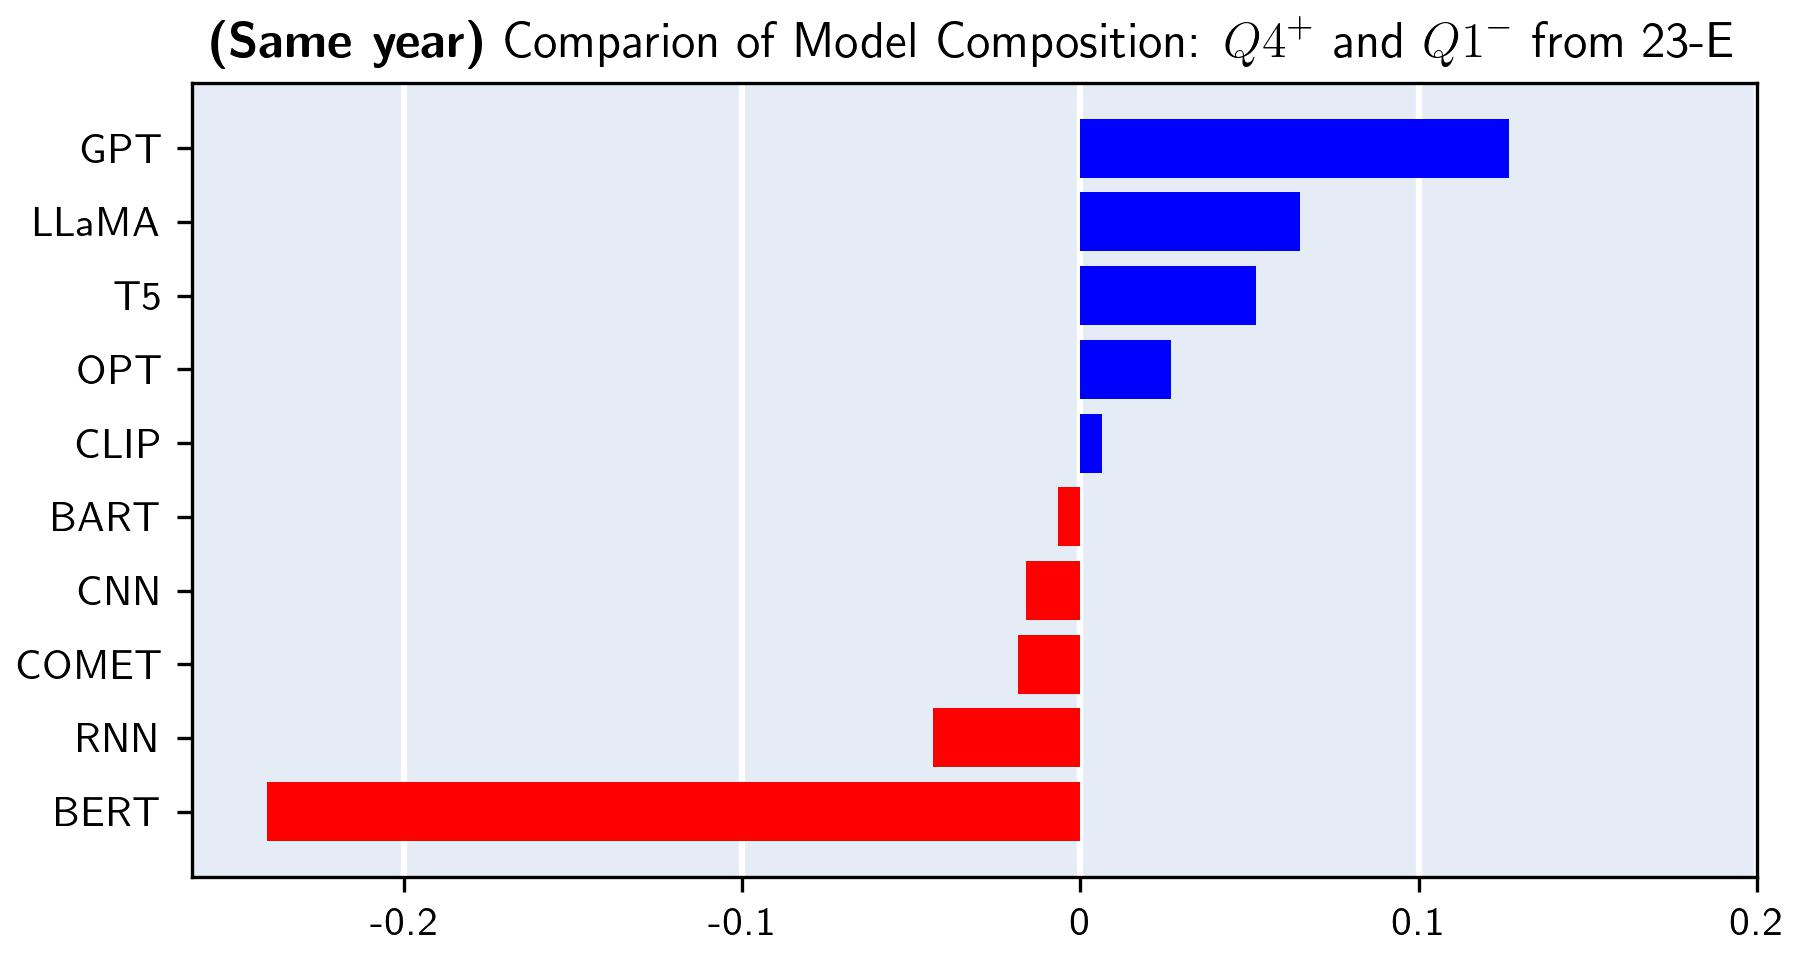 (Same year) Comparion of Model Composition: Q4⁺ and Q1⁻ from 23-E
GPT
LLaMA
T5
OPT
CLIP
BART
CNN
COMET
RNN
BERT
-0.2 -0.1 0 0.1 0.2